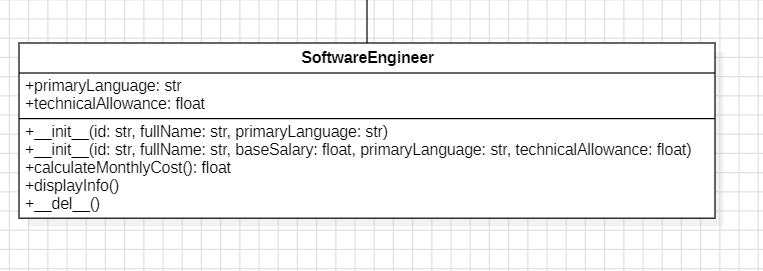 SoftwareEngineer
+primaryLanguage: str
+technicalAllowance: float
+__init__(id: str, fullName: str, primaryLanguage: str)
+__init__(id: str, fullName: str, baseSalary: float, primaryLanguage: str, technicalAllowance: float)
+calculateMonthlyCost(): float
+displayInfo()
+__del__()